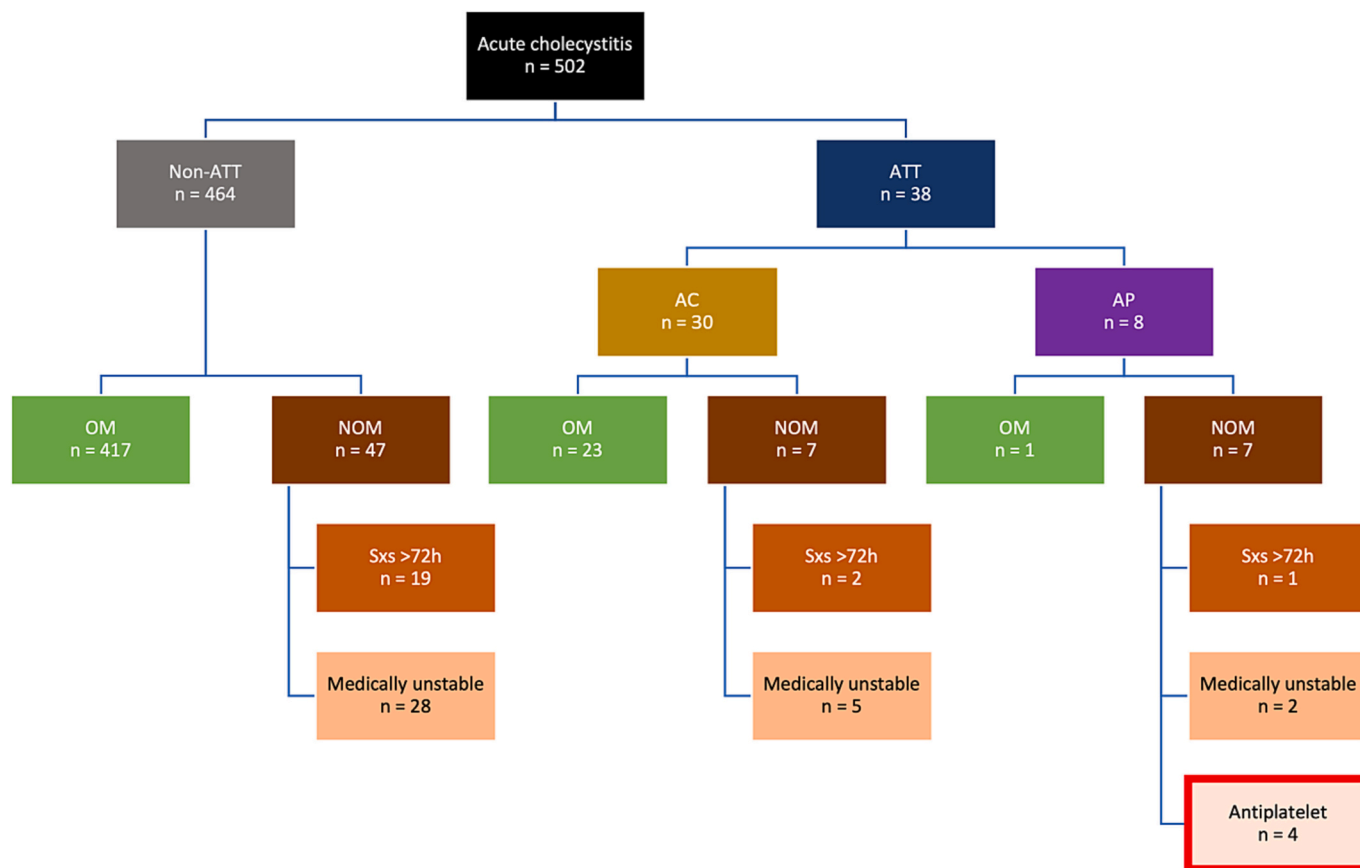 Acute cholecystitis
n = 502
Non-ATT
n = 464
ATT
n = 38
AC
n = 30
AP
n = 8
OM
n = 417
NOM
n = 47
OM
n = 23
NOM
n = 7
OM
n = 1
NOM
n = 7
Sxs >72h
n = 19
Sxs >72h
n = 2
Sxs >72h
n = 1
Medically unstable
n = 28
Medically unstable
n = 5
Medically unstable
n = 2
Antiplatelet
n = 4